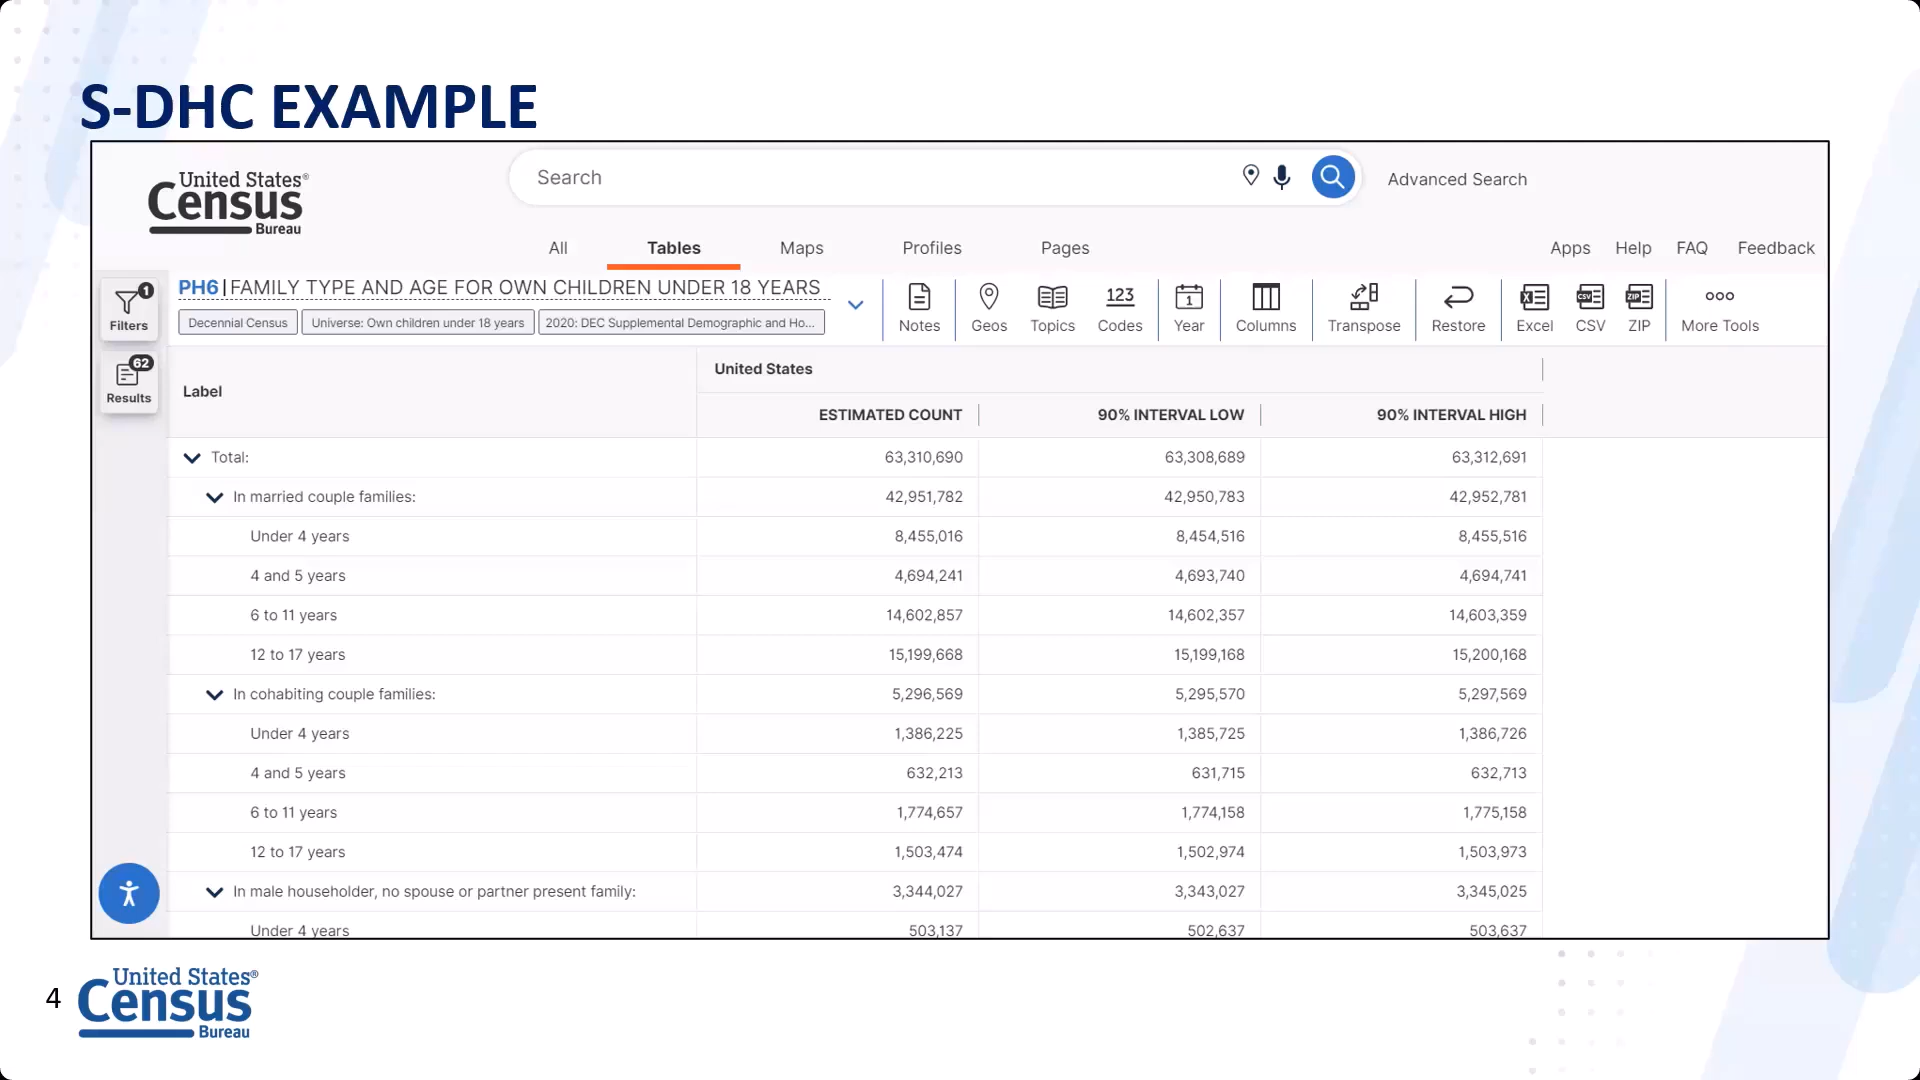 S-DHC EXAMPLE
United States®
Census
Bureau
Search
Advanced Search
All Tables Maps Profiles Pages
Apps Help FAQ Feedback
1
Filters
62
Results
PH6 | FAMILY TYPE AND AGE FOR OWN CHILDREN UNDER 18 YEARS
Decennial Census Universe: Own children under 18 years 2020: DEC Supplemental Demographic and Ho...
Notes Geos Topics 123 Codes 1 Year Columns Transpose Restore Excel CSV ZIP More Tools
Label
United States
ESTIMATED COUNT 90% INTERVAL LOW 90% INTERVAL HIGH
Total: 63,310,690 63,308,689 63,312,691
In married couple families: 42,951,782 42,950,783 42,952,781
Under 4 years 8,455,016 8,454,516 8,455,516
4 and 5 years 4,694,241 4,693,740 4,694,741
6 to 11 years 14,602,857 14,602,357 14,603,359
12 to 17 years 15,199,668 15,199,168 15,200,168
In cohabiting couple families: 5,296,569 5,295,570 5,297,569
Under 4 years 1,386,225 1,385,725 1,386,726
4 and 5 years 632,213 631,715 632,713
6 to 11 years 1,774,657 1,774,158 1,775,158
12 to 17 years 1,503,474 1,502,974 1,503,973
In male householder, no spouse or partner present family: 3,344,027 3,343,027 3,345,025
Under 4 years 503,137 502,637 503,637
4
United States®
Census
Bureau